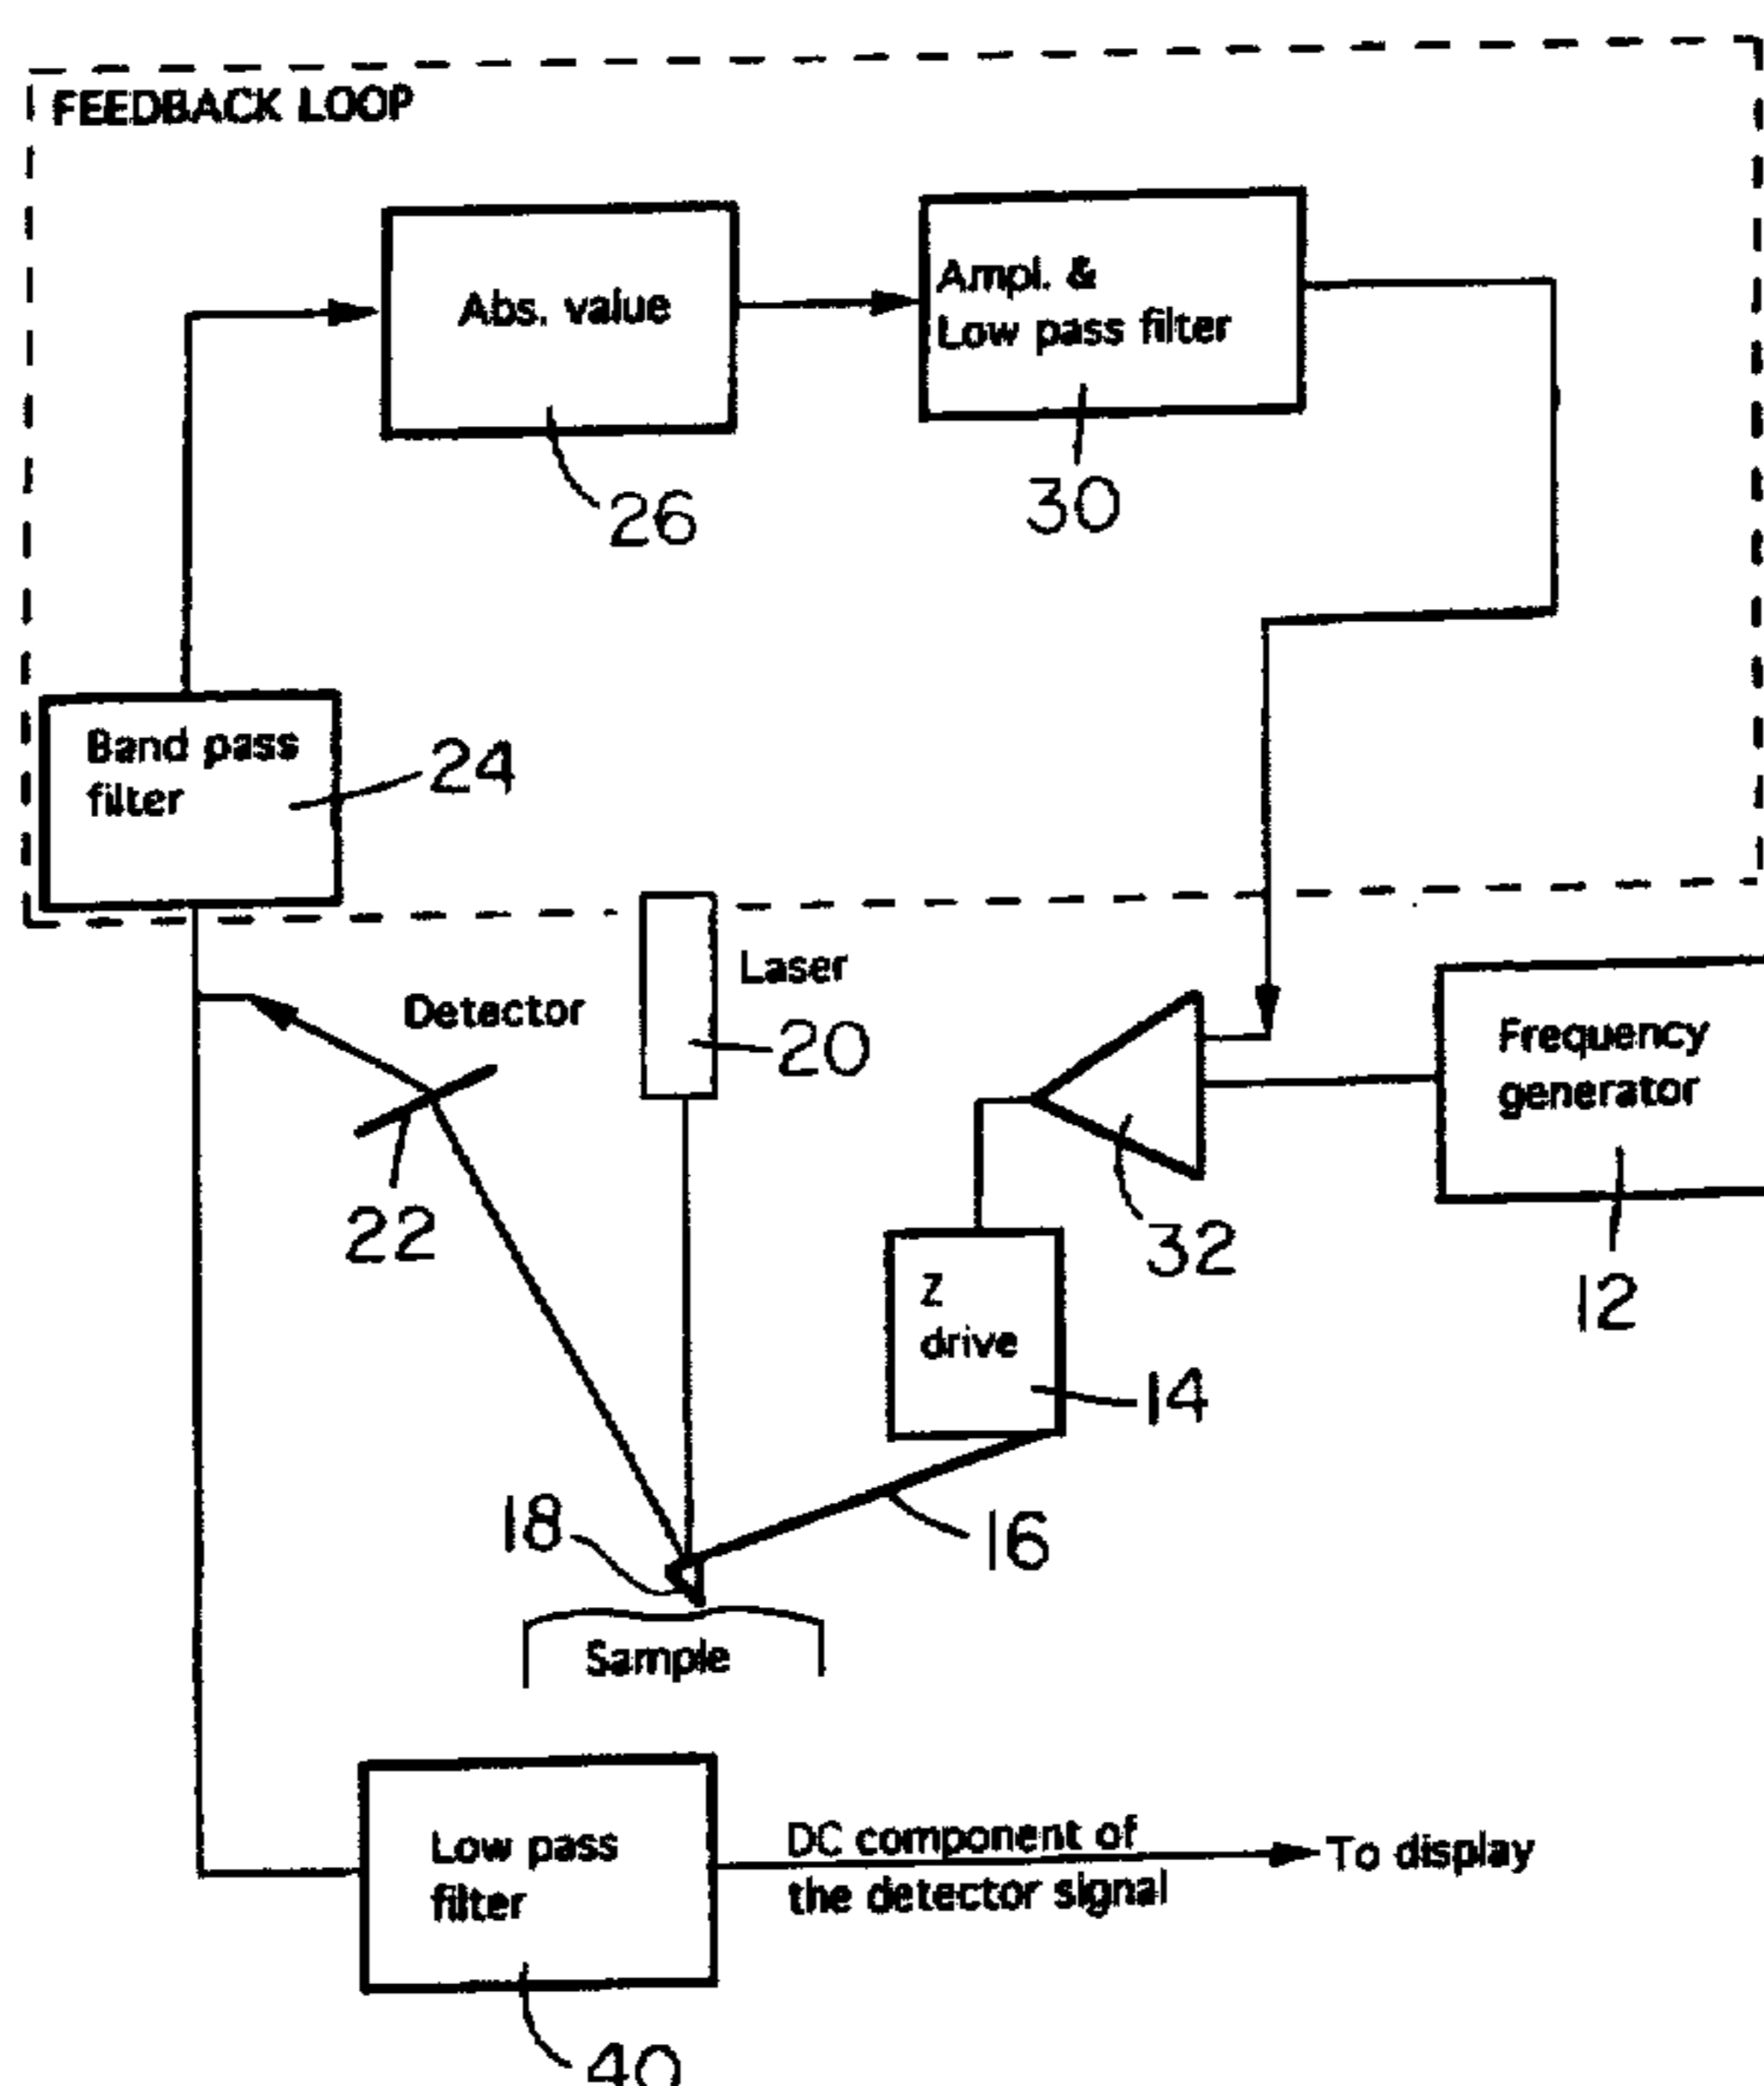 FEEDBACK LOOP
Abs. value
Ampl. &
Low pass filter
26
30
Band pass
filter
24
Laser
Detector
20
Frequency
generator
22
32
12
Z
drive
14
18
16
Sample
Low pass
filter
DC component of
the detector signal
To display
40